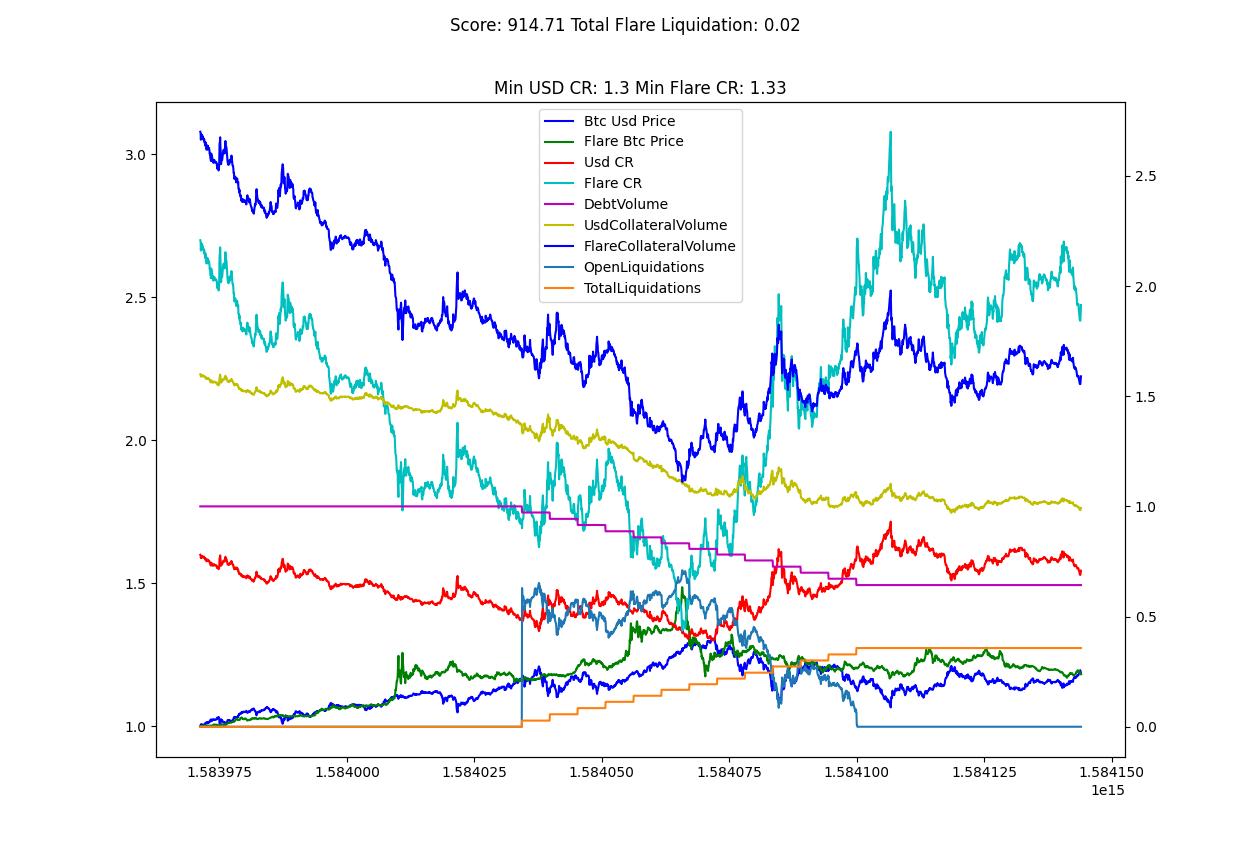 Score: 914.71 Total Flare Liquidation: 0.02
Min USD CR: 1.3 Min Flare CR: 1.33
Btc Usd Price
Flare Btc Price
Usd CR
Flare CR
DebtVolume
UsdCollateralVolume
FlareCollateralVolume
OpenLiquidations
TotalLiquidations
3.0
2.5
2.0
1.5
1.0
2.5
2.0
1.5
1.0
0.5
0.0
1.583975 1.584000 1.584025 1.584050 1.584075 1.584100 1.584125 1.584150
1e15